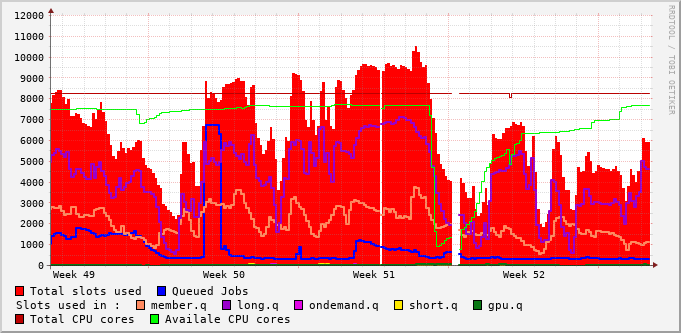 RRDTOOL / TOBI OETIKER
12000
11000
10000
9000
8000
7000
6000
5000
4000
3000
2000
1000
0
Week 49 Week 50 Week 51 Week 52
Total slots used Queued Jobs
Slots used in : member.q long.q ondemand.q short.q gpu.q
Total CPU cores Availale CPU cores